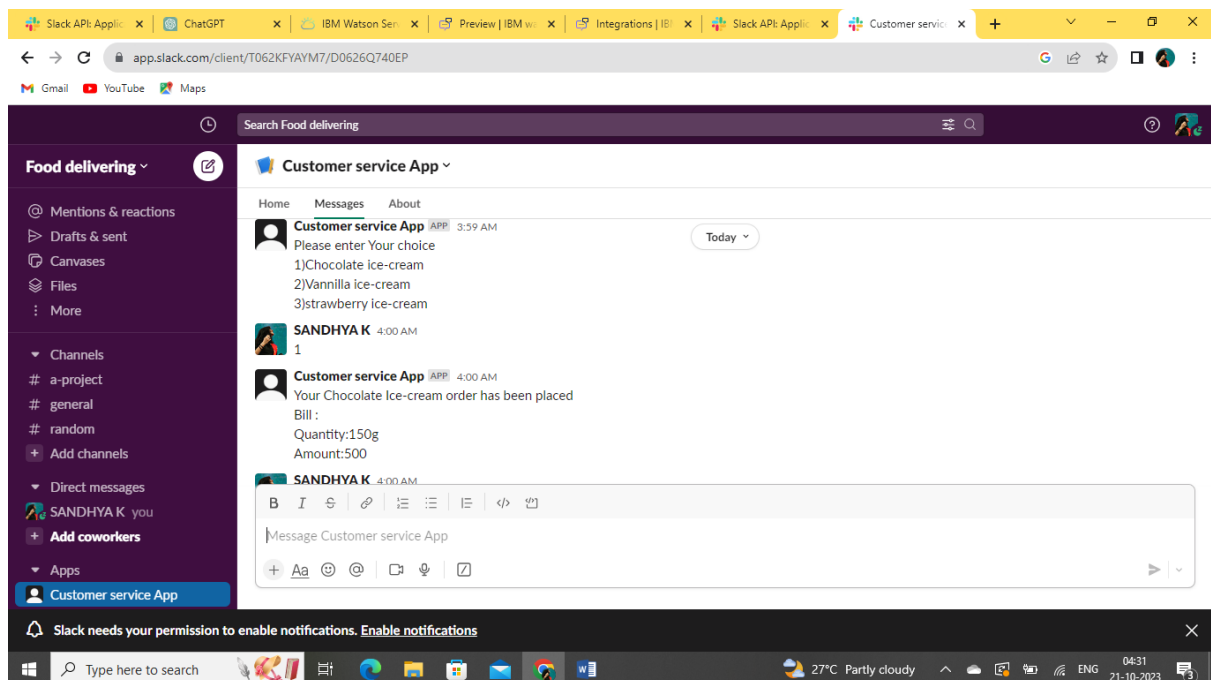 Slack API: Applic
ChatGPT
IBM Watson Serv
Preview | IBM wa
Integrations | IB
Slack API: Applic
Customer servic
app.slack.com/client/T062KFYAYM7/D0626Q740EP
Gmail YouTube Maps
Search Food delivering
Food delivering
Customer service App
Home Messages About
Mentions & reactions
Drafts & sent
Canvases
Files
More
Channels
# a-project
# general
# random
+ Add channels
Direct messages
SANDHYA K you
+ Add coworkers
Apps
Customer service App
Today
Customer service App APP 3:59 AM
Please enter Your choice
1)Chocolate ice-cream
2)Vannilla ice-cream
3)strawberry ice-cream
SANDHYA K 4:00 AM
1
Customer service App APP 4:00 AM
Your Chocolate Ice-cream order has been placed
Bill :
Quantity:150g
Amount:500
SANDHYA K 4:00 AM
B I S
Message Customer service App
+ Aa
Slack needs your permission to enable notifications. Enable notifications
Type here to search
27°C Partly cloudy
ENG
04:31
21-10-2023
3